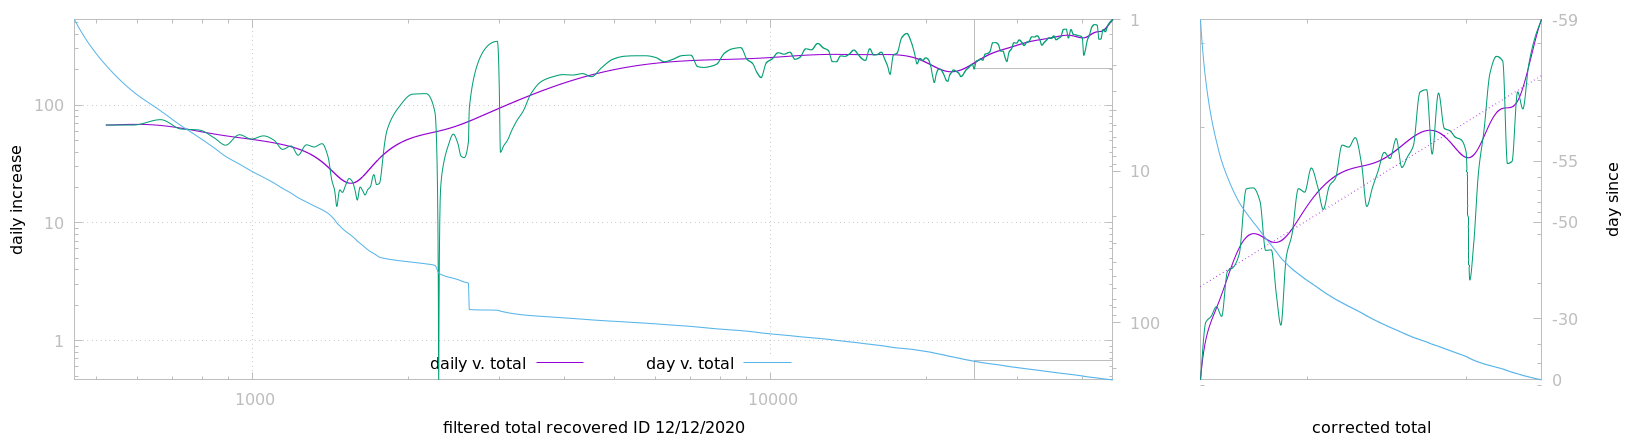 daily increase
100
10
1
1000
10000
1
10
100
daily v. total
day v. total
filtered total recovered ID 12/12/2020
-59
-55
-50
-30
0
day since
corrected total